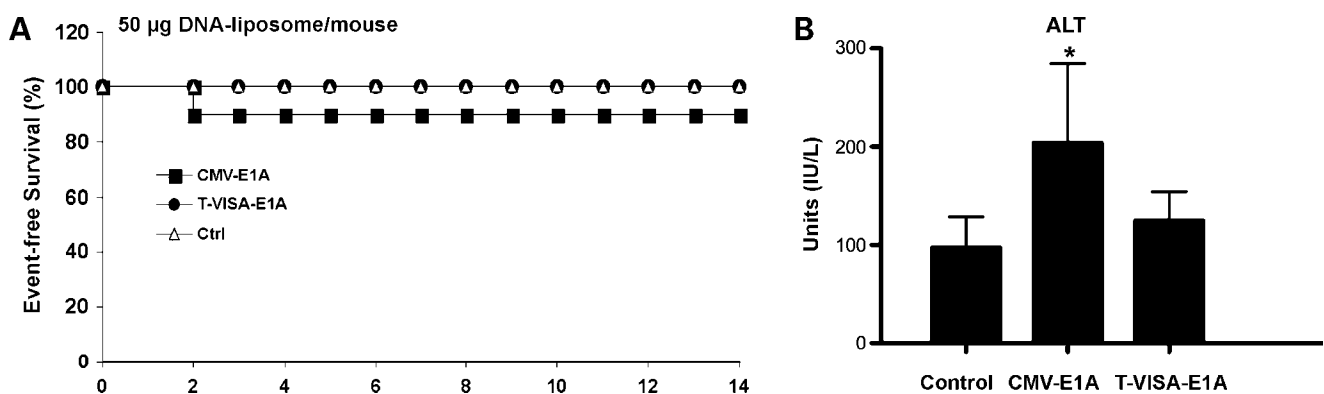 A
50 µg DNA-liposome/mouse
Event-free Survival (%)
120
100
80
60
40
20
0
CMV-E1A
T-VISA-E1A
Ctrl
0 2 4 6 8 10 12 14
B
ALT
*
Units (IU/L)
300
200
100
0
Control CMV-E1A T-VISA-E1A